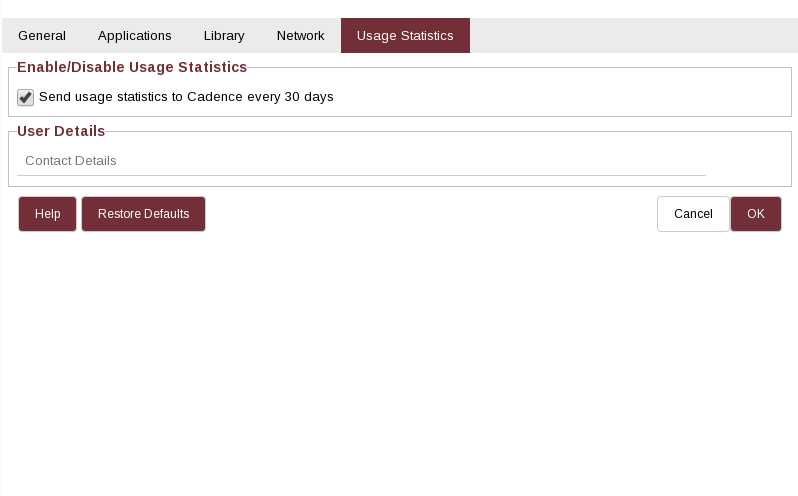 General Applications Library Network Usage Statistics
Enable/Disable Usage Statistics
Send usage statistics to Cadence every 30 days
User Details
Contact Details
Help Restore Defaults Cancel OK